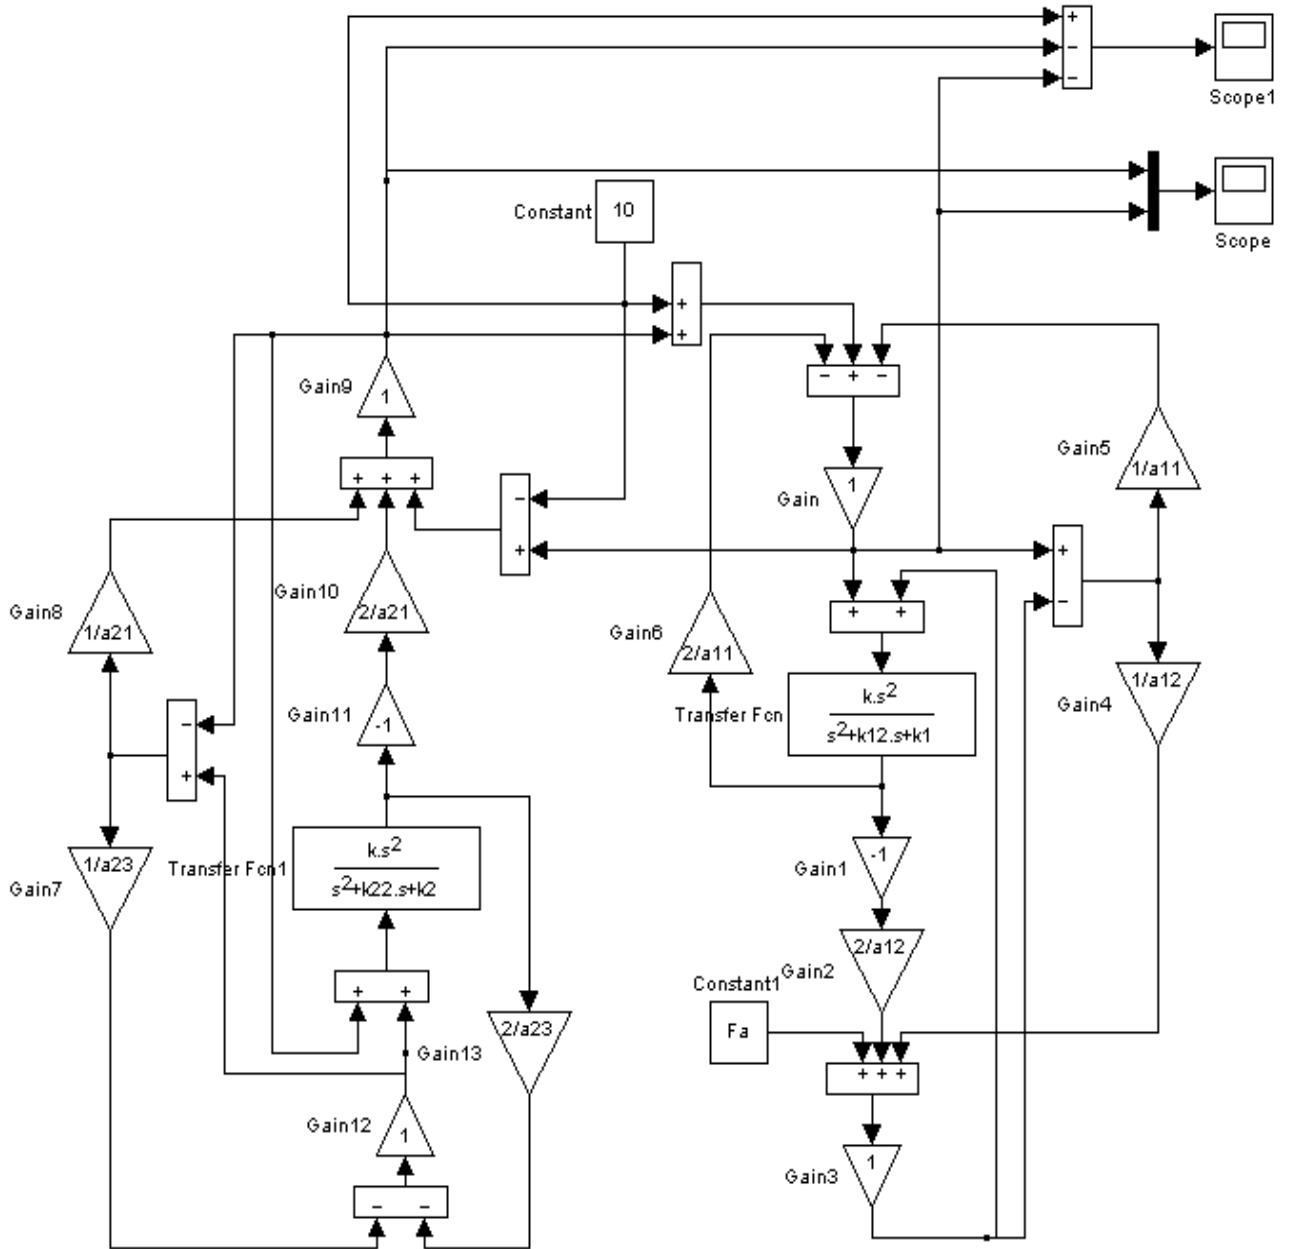 +
−
−
Scope1
Constant
10
Scope
+
+
− + −
Gain9
1
Gain5
1/a11
+ + +
−
+
Gain
1
+
−
Gain10
2/a21
Gain8
1/a21
+ +
Gain6
2/a11
1/a12
Gain4
Gain11
-1
−
+
Transfer Fcn
k.s2
s2+k12.s+k1
1/a23
Gain7
Transfer Fcn1
k.s2
s2+k22.s+k2
Gain1
-1
2/a12
Gain2
Constant1
Fa
+ +
2/a23
Gain13
+ + +
Gain12
1
Gain3
1
− −